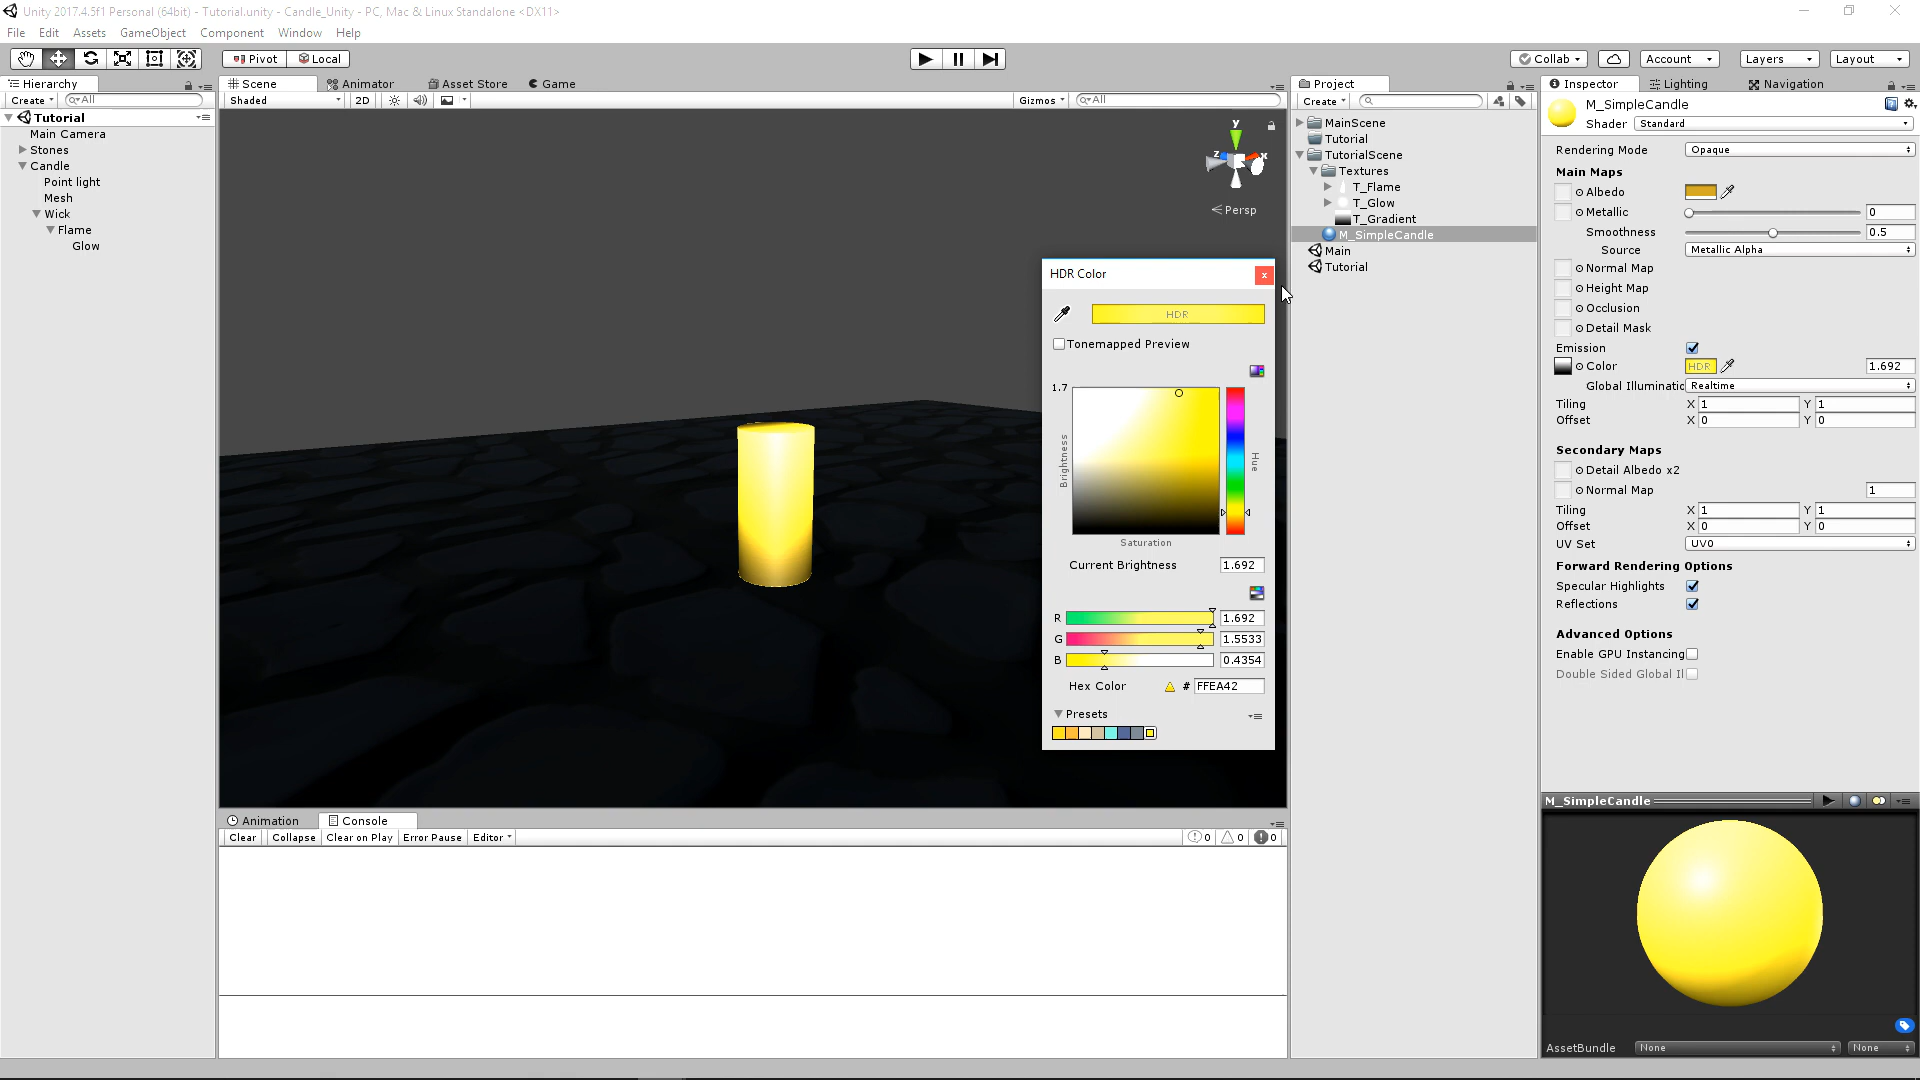 Unity 2017.4.5f1 Personal (64bit) - Tutorial.unity - Candle_Unity - PC, Mac & Linux Standalone <DX11>
File Edit Assets GameObject Component Window Help
Pivot Local Collab Account Layers Layout
Hierarchy
Create All
Tutorial
Main Camera
Stones
Candle
Point light
Mesh
Wick
Flame
Glow
Scene Animator Asset Store Game
Shaded 2D Gizmos All
y
z x
Persp
HDR Color
HDR
Tonemapped Preview
1.7
Brightness
Hue
Saturation
Current Brightness 1.692
R 1.692
G 1.5533
B 0.4354
Hex Color # FFEA42
Presets
Animation Console
Clear Collapse Clear on Play Error Pause Editor 0 0 0
Project
Create
MainScene
Tutorial
TutorialScene
Textures
T_Flame
T_Glow
T_Gradient
M_SimpleCandle
Main
Tutorial
Inspector Lighting Navigation
M_SimpleCandle
Shader Standard
Rendering Mode Opaque
Main Maps
Albedo
Metallic 0
Smoothness 0.5
Source Metallic Alpha
Normal Map
Height Map
Occlusion
Detail Mask
Emission
Color HDR 1.692
Global Illuminatic Realtime
Tiling X 1 Y 1
Offset X 0 Y 0
Secondary Maps
Detail Albedo x2
Normal Map 1
Tiling X 1 Y 1
Offset X 0 Y 0
UV Set UV0
Forward Rendering Options
Specular Highlights
Reflections
Advanced Options
Enable GPU Instancing
Double Sided Global Il
M_SimpleCandle
AssetBundle None None